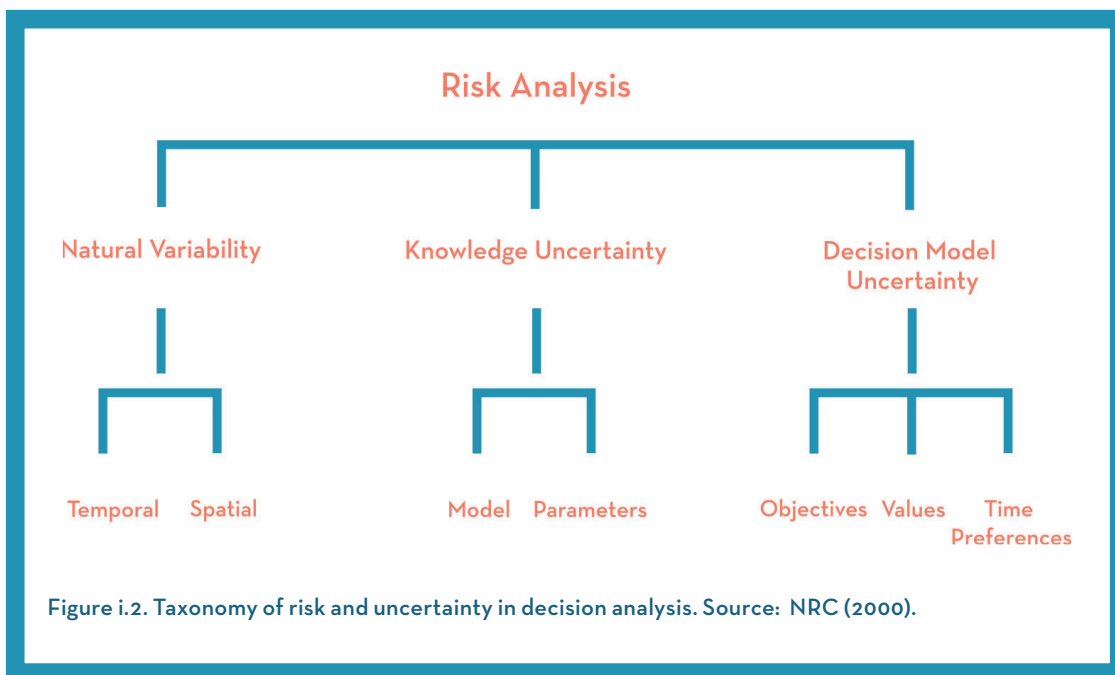 Risk Analysis
Natural Variability
Knowledge Uncertainty
Decision Model
Uncertainty
Temporal
Spatial
Model
Parameters
Objectives
Values
Time
Preferences
Figure i.2. Taxonomy of risk and uncertainty in decision analysis. Source: NRC (2000).